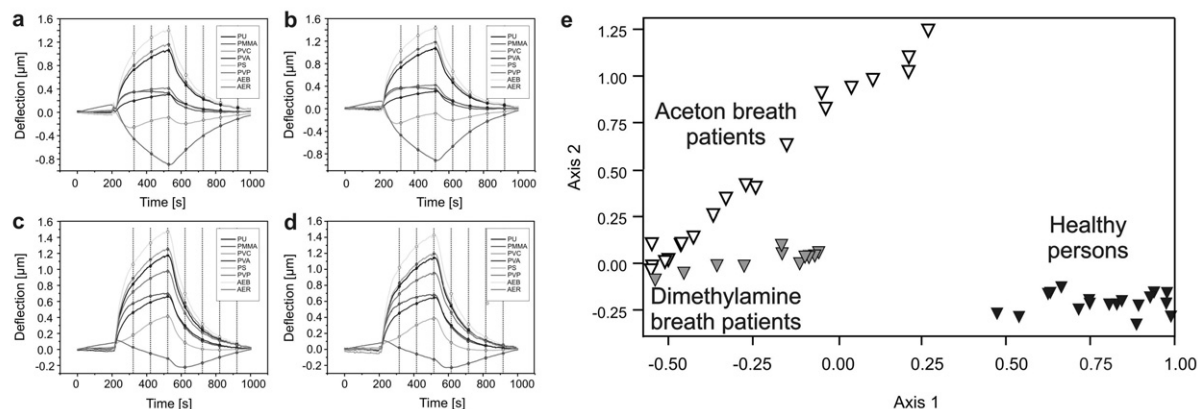 a
Deflection [µm]
1.6
1.2
0.8
0.4
0.0
-0.4
-0.8
0 200 400 600 800 1000
Time [s]
PU
PMMA
PVC
PVA
PS
PVP
AEB
AER
b
Deflection [µm]
1.6
1.2
0.8
0.4
0.0
-0.4
-0.8
0 200 400 600 800 1000
Time [s]
PU
PMMA
PVC
PVA
PS
PVP
AEB
AER
c
Deflection [µm]
1.6
1.4
1.2
1.0
0.8
0.6
0.4
0.2
0.0
-0.2
0 200 400 600 800 1000
Time [s]
PU
PMMA
PVC
PVA
PS
PVP
AEB
AER
d
Deflection [µm]
1.6
1.4
1.2
1.0
0.8
0.6
0.4
0.2
0.0
-0.2
0 200 400 600 800 1000
Time [s]
PU
PMMA
PVC
PVA
PS
PVP
AEB
AER
e
Axis 2
1.25
1.00
0.75
0.50
0.25
0.00
-0.25
Aceton breath
patients
Healthy
persons
Dimethylamine
breath patients
-0.50 -0.25 0.00 0.25 0.50 0.75 1.00
Axis 1